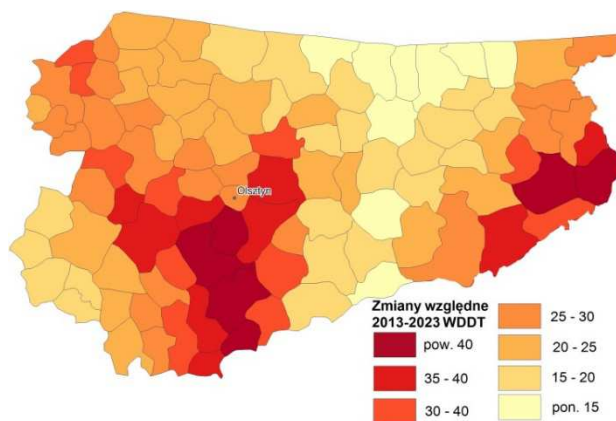 Olsztyn
Zmiany względne
2013-2023 WDDT
pow. 40
35 - 40
30 - 40
25 - 30
20 - 25
15 - 20
pon. 15